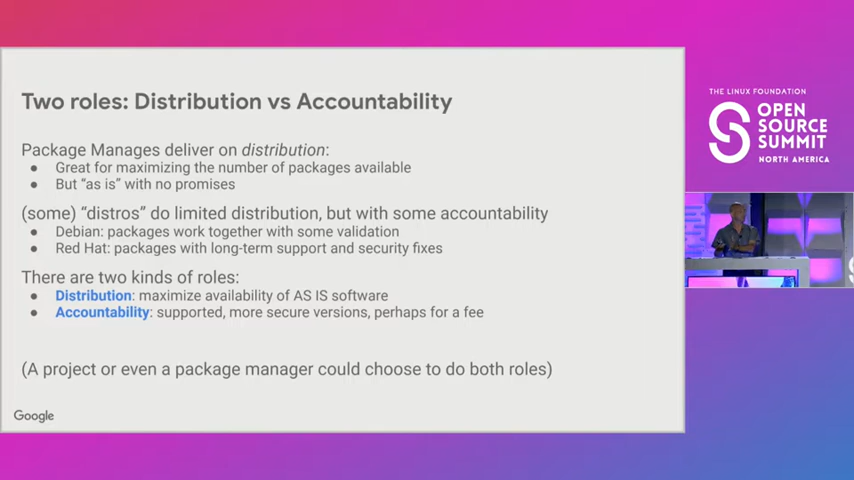 Two roles: Distribution vs Accountability
Package Manages deliver on distribution:
● Great for maximizing the number of packages available
● But “as is” with no promises
(some) “distros” do limited distribution, but with some accountability
● Debian: packages work together with some validation
● Red Hat: packages with long-term support and security fixes
There are two kinds of roles:
● Distribution: maximize availability of AS IS software
● Accountability: supported, more secure versions, perhaps for a fee
(A project or even a package manager could choose to do both roles)
Google
THE LINUX FOUNDATION
OPEN
SOURCE
SUMMIT
NORTH AMERICA